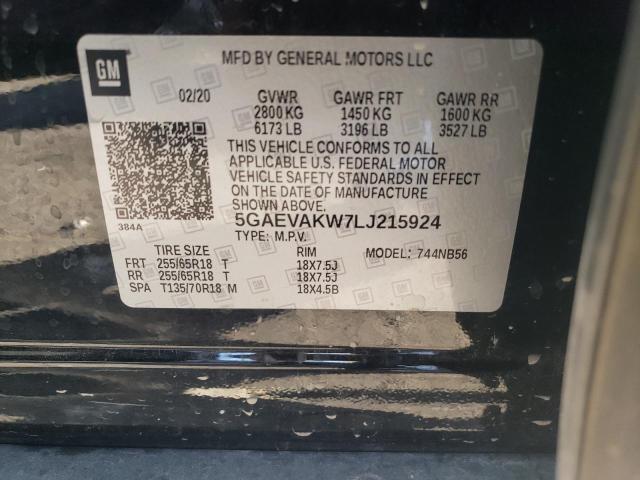 GM
MFD BY GENERAL MOTORS LLC
02/20 GVWR GAWR FRT GAWR RR
2800 KG 1450 KG 1600 KG
6173 LB 3196 LB 3527 LB
THIS VEHICLE CONFORMS TO ALL
APPLICABLE U.S. FEDERAL MOTOR
VEHICLE SAFETY STANDARDS IN EFFECT ON
THE DATE OF MANUFACTURE
SHOWN ABOVE.
384A
5GAEVAKW7LJ215924
TYPE: M.P.V.
TIRE SIZE RIM MODEL: 744NB56
FRT 255/65R18 T 18X7.5J
RR 255/65R18 T 18X7.5J
SPA T135/70R18 M 18X4.5B